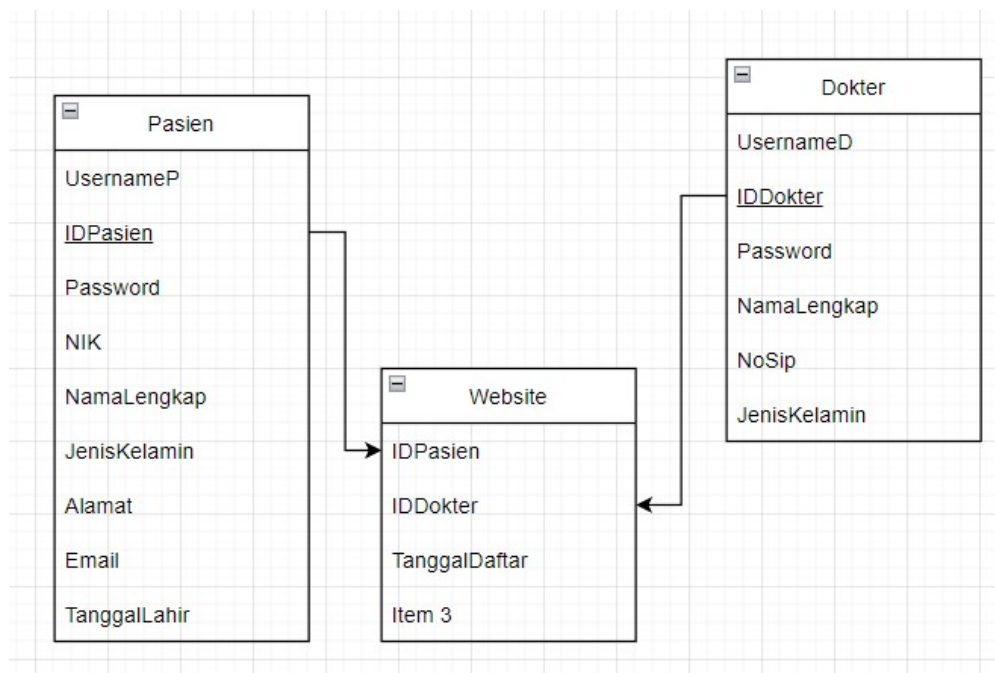 Pasien
UsernameP
IDPasien
Password
NIK
NamaLengkap
JenisKelamin
Alamat
Email
TanggalLahir
Website
IDPasien
IDDokter
TanggalDaftar
Item 3
Dokter
UsernameD
IDDokter
Password
NamaLengkap
NoSip
JenisKelamin